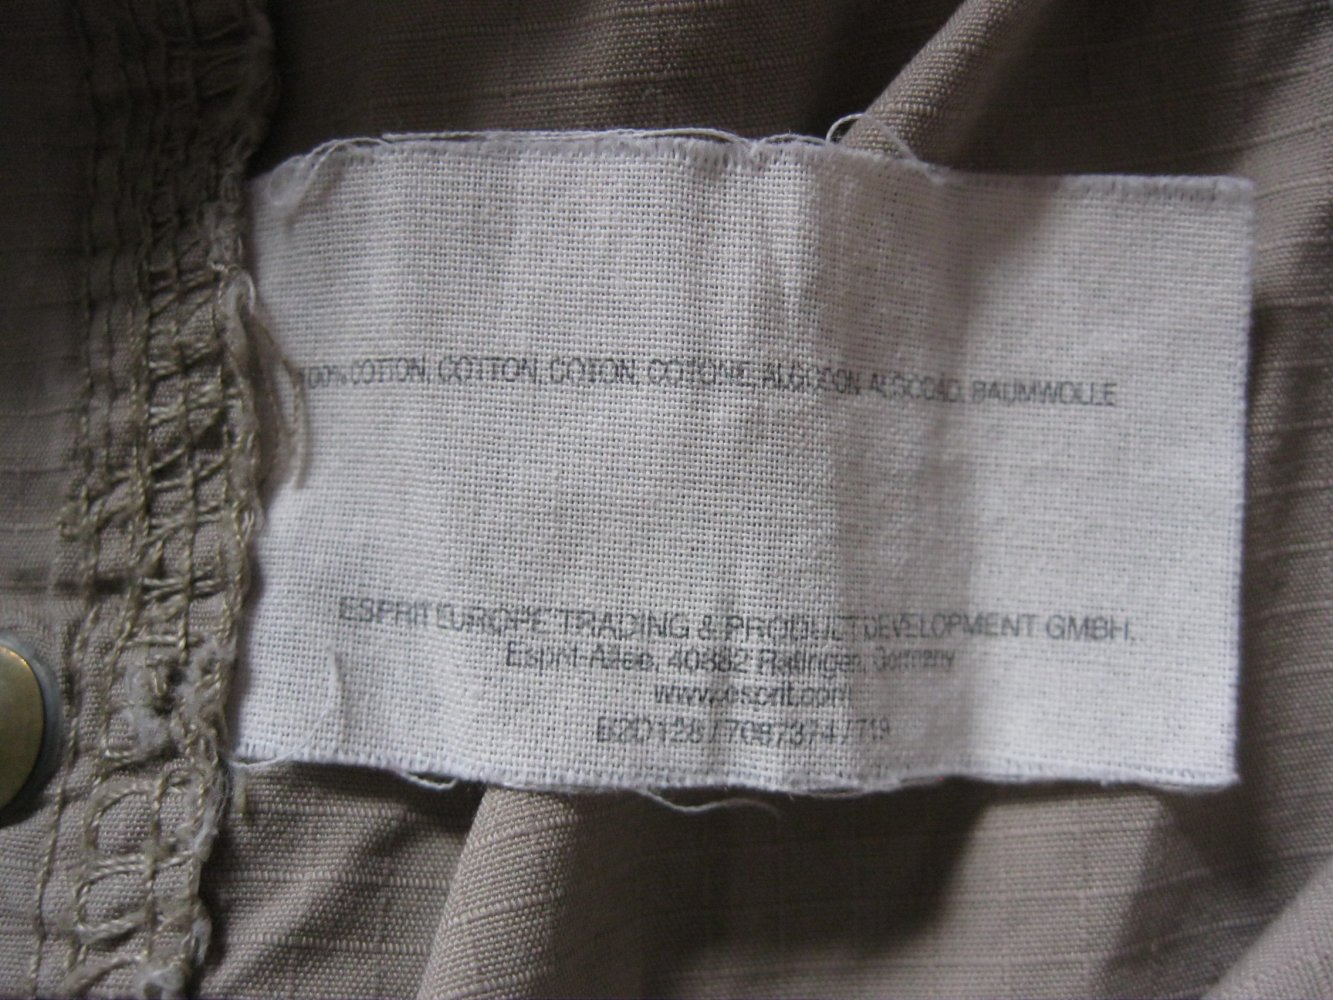 100% COTTON, COTTON, COTON, COTONE, ALGODON ALGODAO, BAUMWOLLE
ESPRIT EUROPE TRADING & PRODUCT DEVELOPMENT GMBH,
Esprit-Allee, 40882 Ratingen, Germany
www.esprit.com